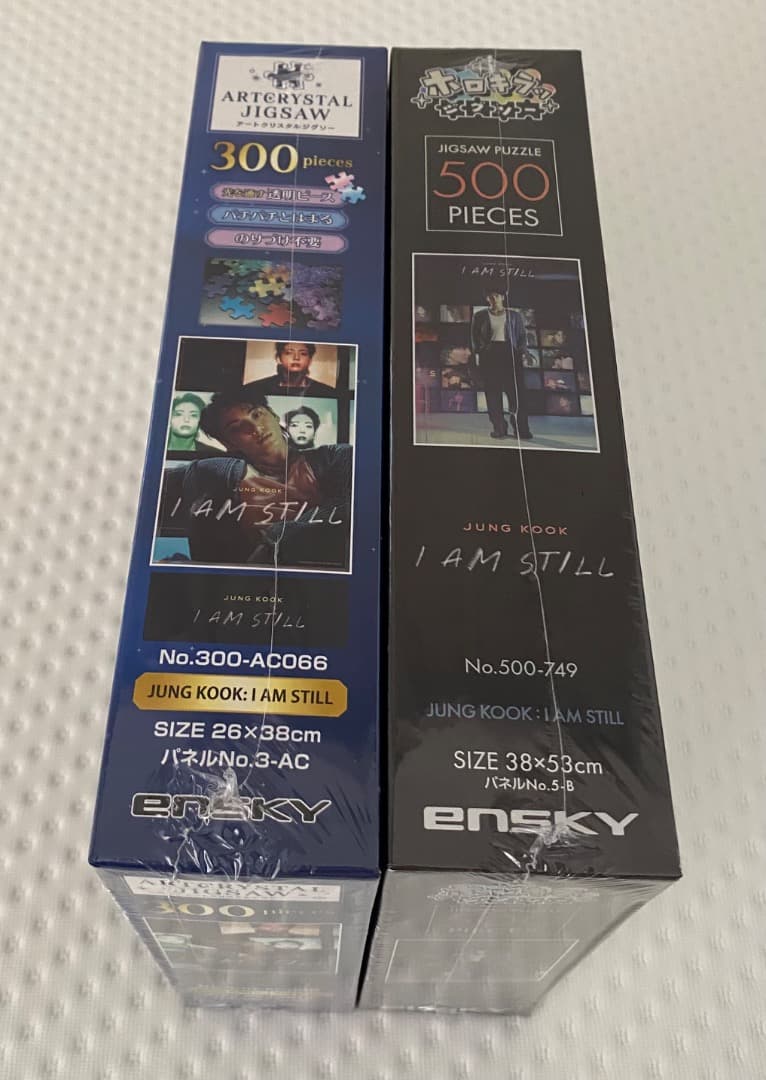 ARTCRYSTAL
JIGSAW
アートクリスタルジグソー
300 pieces
光を通す透明ピース
パチパチとはまる
のりづけ不要
JUNG KOOK
I AM STILL
JUNG KOOK
I AM STILL
No.300-AC066
JUNG KOOK: I AM STILL
SIZE 26×38cm
パネルNo.3-AC
ensky
ARTCRYSTAL
JIGSAW
300 pieces
JIGSAW PUZZLE
500
PIECES
I AM STILL
JUNG KOOK
I AM STILL
No.500-749
JUNG KOOK : I AM STILL
SIZE 38×53cm
パネルNo.5-B
ensky